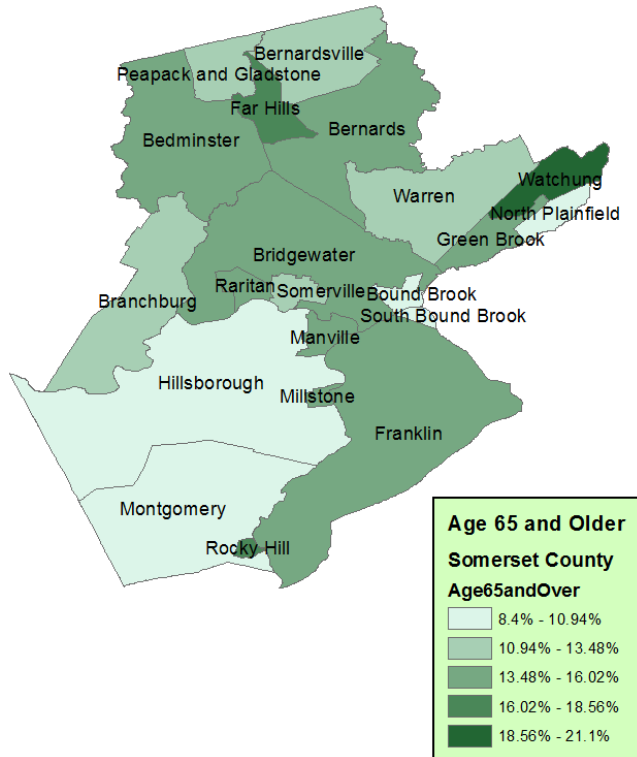 Bernardsville
Peapack and Gladstone
Far Hills
Bernards
Bedminster
Watchung
Warren
North Plainfield
Green Brook
Bridgewater
Raritan
Somerville
Bound Brook
Branchburg
South Bound Brook
Manville
Hillsborough
Millstone
Franklin
Montgomery
Rocky Hill
Age 65 and Older
Somerset County
Age65andOver
8.4% - 10.94%
10.94% - 13.48%
13.48% - 16.02%
16.02% - 18.56%
18.56% - 21.1%